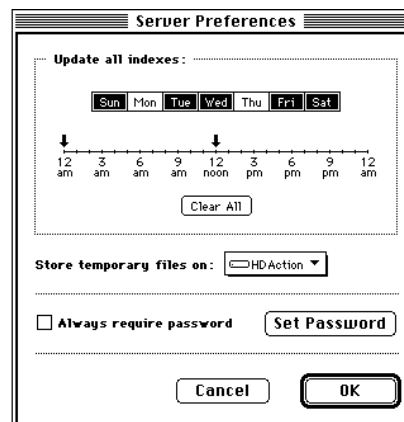 Server Preferences
Update all indexes:
Sun Mon Tue Wed Thu Fri Sat
12 3 6 9 12 3 6 9 12
am am am am noon pm pm pm am
Clear All
Store temporary files on: HD Action
Always require password Set Password
Cancel OK